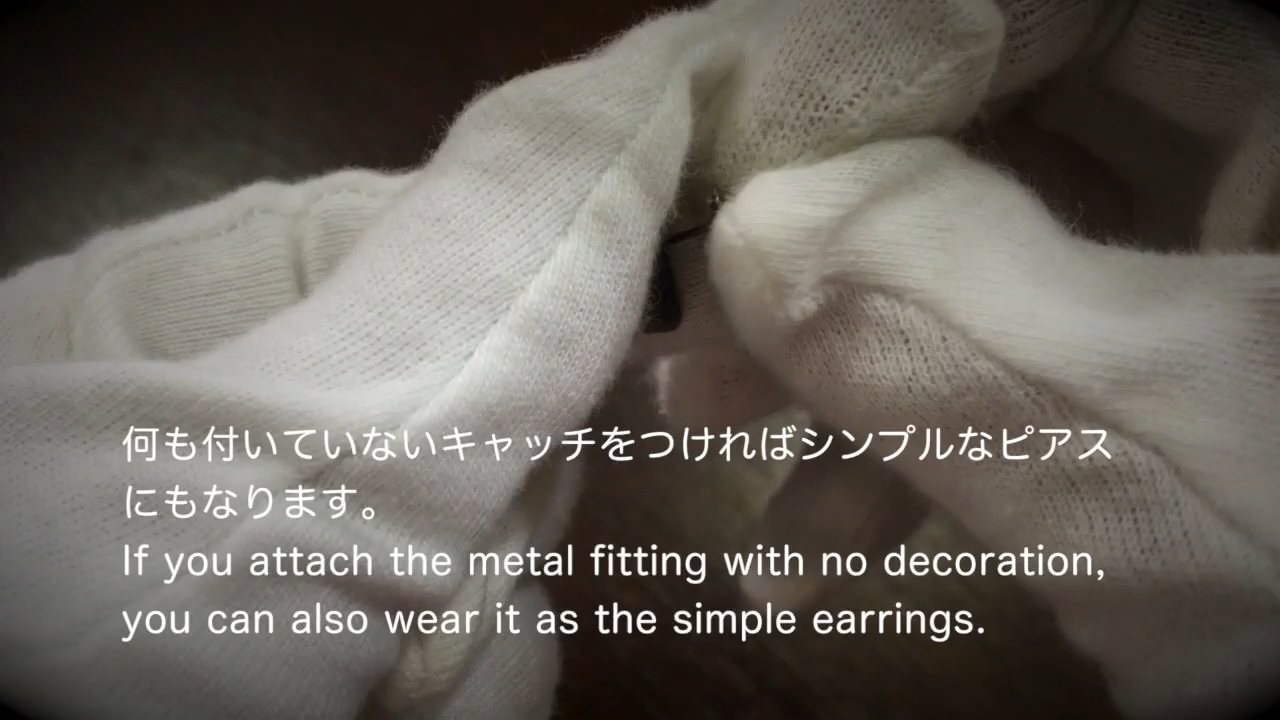 何も付いていないキャッチをつければシンプルなピアス
にもなります。
If you attach the metal fitting with no decoration,
you can also wear it as the simple earrings.